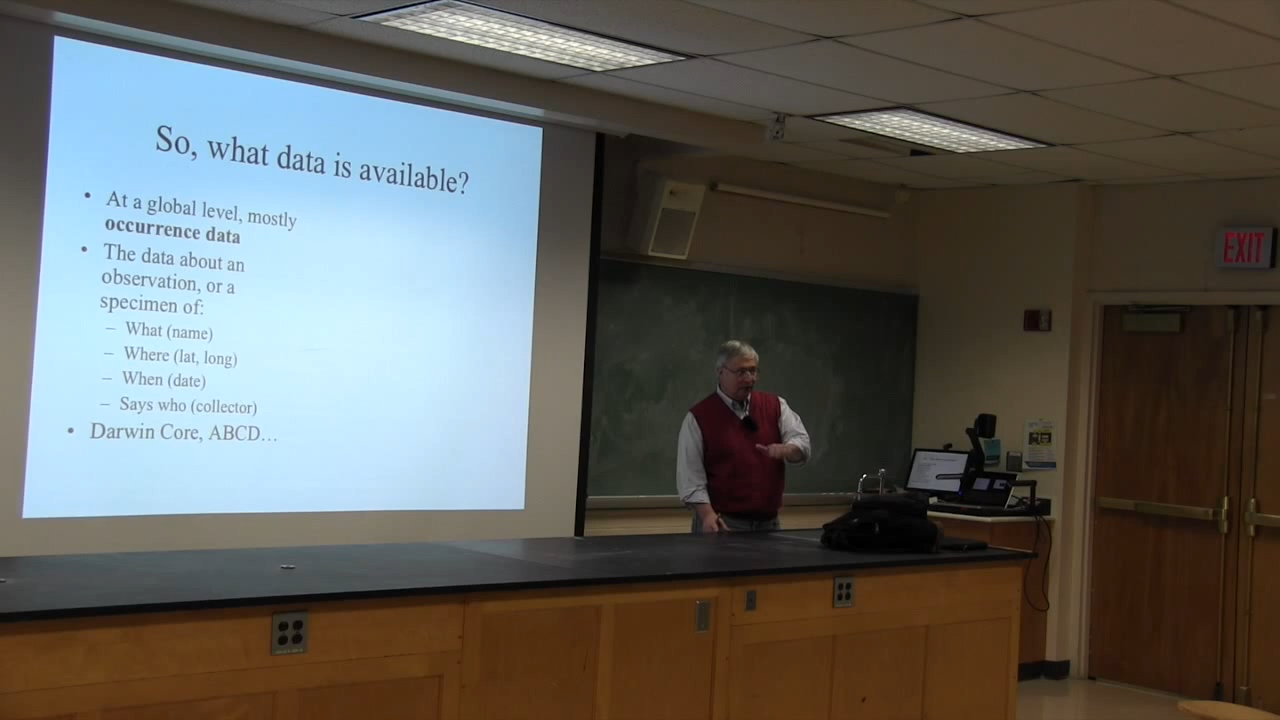 So, what data is available?
• At a global level, mostly
occurrence data
• The data about an
observation, or a
specimen of:
– What (name)
– Where (lat, long)
– When (date)
– Says who (collector)
• Darwin Core, ABCD…
EXIT